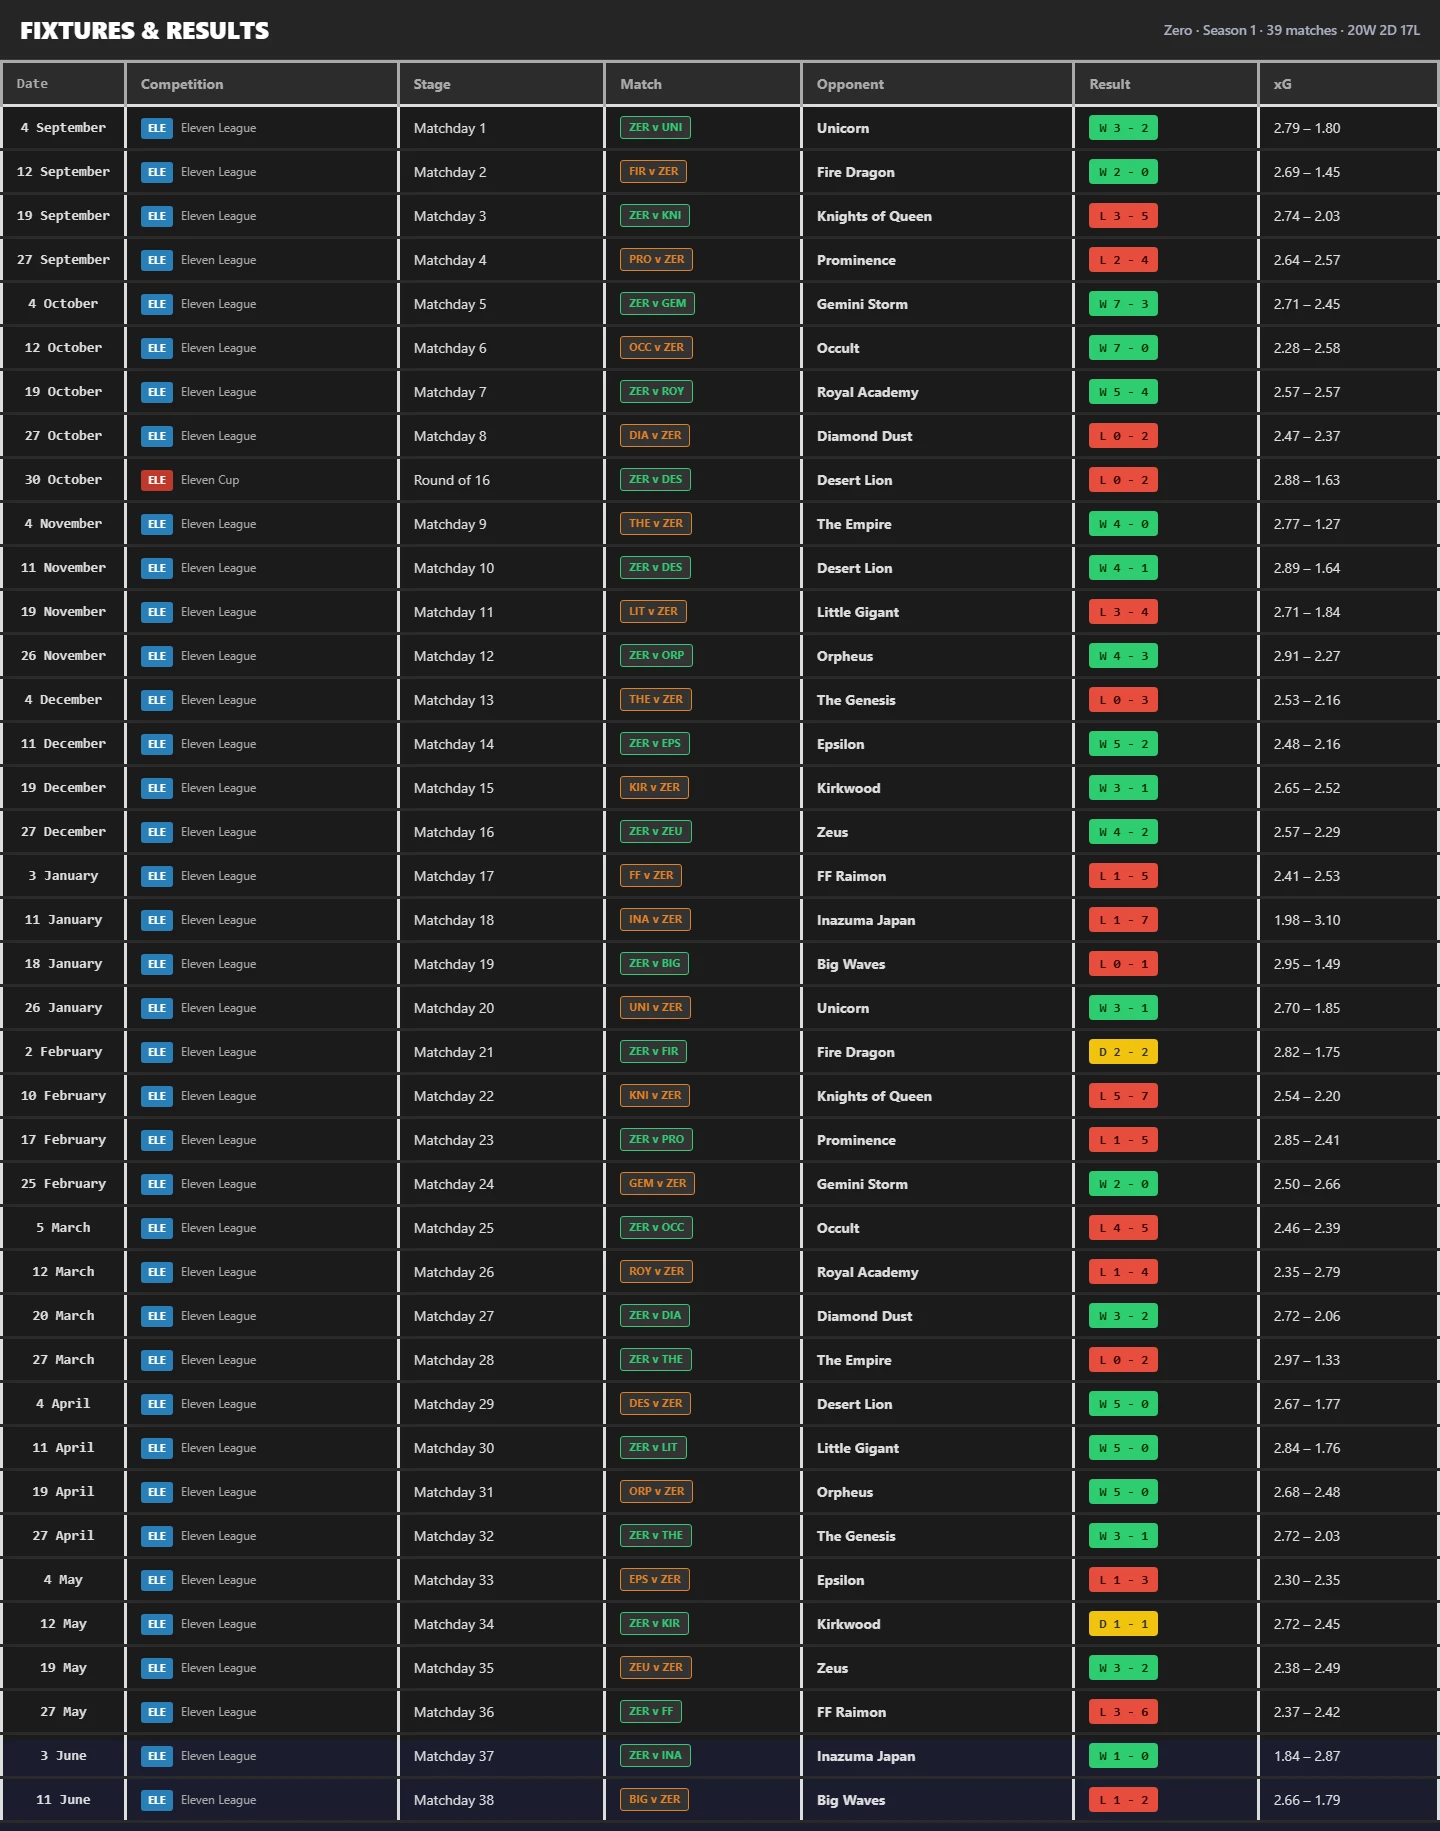 FIXTURES & RESULTS
Zero · Season 1 · 39 matches · 20W 2D 17L
Date Competition Stage Match Opponent Result xG
4 September ELE Eleven League Matchday 1 ZER v UNI Unicorn W 3 - 2 2.79 – 1.80
12 September ELE Eleven League Matchday 2 FIR v ZER Fire Dragon W 2 - 0 2.69 – 1.45
19 September ELE Eleven League Matchday 3 ZER v KNI Knights of Queen L 3 - 5 2.74 – 2.03
27 September ELE Eleven League Matchday 4 PRO v ZER Prominence L 2 - 4 2.64 – 2.57
4 October ELE Eleven League Matchday 5 ZER v GEM Gemini Storm W 7 - 3 2.71 – 2.45
12 October ELE Eleven League Matchday 6 OCC v ZER Occult W 7 - 0 2.28 – 2.58
19 October ELE Eleven League Matchday 7 ZER v ROY Royal Academy W 5 - 4 2.57 – 2.57
27 October ELE Eleven League Matchday 8 DIA v ZER Diamond Dust L 0 - 2 2.47 – 2.37
30 October ELE Eleven Cup Round of 16 ZER v DES Desert Lion L 0 - 2 2.88 – 1.63
4 November ELE Eleven League Matchday 9 THE v ZER The Empire W 4 - 0 2.77 – 1.27
11 November ELE Eleven League Matchday 10 ZER v DES Desert Lion W 4 - 1 2.89 – 1.64
19 November ELE Eleven League Matchday 11 LIT v ZER Little Gigant L 3 - 4 2.71 – 1.84
26 November ELE Eleven League Matchday 12 ZER v ORP Orpheus W 4 - 3 2.91 – 2.27
4 December ELE Eleven League Matchday 13 THE v ZER The Genesis L 0 - 3 2.53 – 2.16
11 December ELE Eleven League Matchday 14 ZER v EPS Epsilon W 5 - 2 2.48 – 2.16
19 December ELE Eleven League Matchday 15 KIR v ZER Kirkwood W 3 - 1 2.65 – 2.52
27 December ELE Eleven League Matchday 16 ZER v ZEU Zeus W 4 - 2 2.57 – 2.29
3 January ELE Eleven League Matchday 17 FF v ZER FF Raimon L 1 - 5 2.41 – 2.53
11 January ELE Eleven League Matchday 18 INA v ZER Inazuma Japan L 1 - 7 1.98 – 3.10
18 January ELE Eleven League Matchday 19 ZER v BIG Big Waves L 0 - 1 2.95 – 1.49
26 January ELE Eleven League Matchday 20 UNI v ZER Unicorn W 3 - 1 2.70 – 1.85
2 February ELE Eleven League Matchday 21 ZER v FIR Fire Dragon D 2 - 2 2.82 – 1.75
10 February ELE Eleven League Matchday 22 KNI v ZER Knights of Queen L 5 - 7 2.54 – 2.20
17 February ELE Eleven League Matchday 23 ZER v PRO Prominence L 1 - 5 2.85 – 2.41
25 February ELE Eleven League Matchday 24 GEM v ZER Gemini Storm W 2 - 0 2.50 – 2.66
5 March ELE Eleven League Matchday 25 ZER v OCC Occult L 4 - 5 2.46 – 2.39
12 March ELE Eleven League Matchday 26 ROY v ZER Royal Academy L 1 - 4 2.35 – 2.79
20 March ELE Eleven League Matchday 27 ZER v DIA Diamond Dust W 3 - 2 2.72 – 2.06
27 March ELE Eleven League Matchday 28 ZER v THE The Empire L 0 - 2 2.97 – 1.33
4 April ELE Eleven League Matchday 29 DES v ZER Desert Lion W 5 - 0 2.67 – 1.77
11 April ELE Eleven League Matchday 30 ZER v LIT Little Gigant W 5 - 0 2.84 – 1.76
19 April ELE Eleven League Matchday 31 ORP v ZER Orpheus W 5 - 0 2.68 – 2.48
27 April ELE Eleven League Matchday 32 ZER v THE The Genesis W 3 - 1 2.72 – 2.03
4 May ELE Eleven League Matchday 33 EPS v ZER Epsilon L 1 - 3 2.30 – 2.35
12 May ELE Eleven League Matchday 34 ZER v KIR Kirkwood D 1 - 1 2.72 – 2.45
19 May ELE Eleven League Matchday 35 ZEU v ZER Zeus W 3 - 2 2.38 – 2.49
27 May ELE Eleven League Matchday 36 ZER v FF FF Raimon L 3 - 6 2.37 – 2.42
3 June ELE Eleven League Matchday 37 ZER v INA Inazuma Japan W 1 - 0 1.84 – 2.87
11 June ELE Eleven League Matchday 38 BIG v ZER Big Waves L 1 - 2 2.66 – 1.79